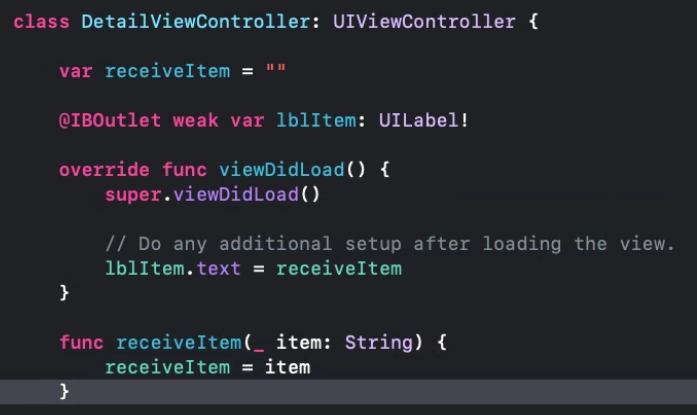 class DetailViewController: UIViewController {
var receiveItem = ""
@IBOutlet weak var lblItem: UILabel!
override func viewDidLoad() {
super.viewDidLoad()
// Do any additional setup after loading the view.
lblItem.text = receiveItem
}
func receiveItem(_ item: String) {
receiveItem = item
}